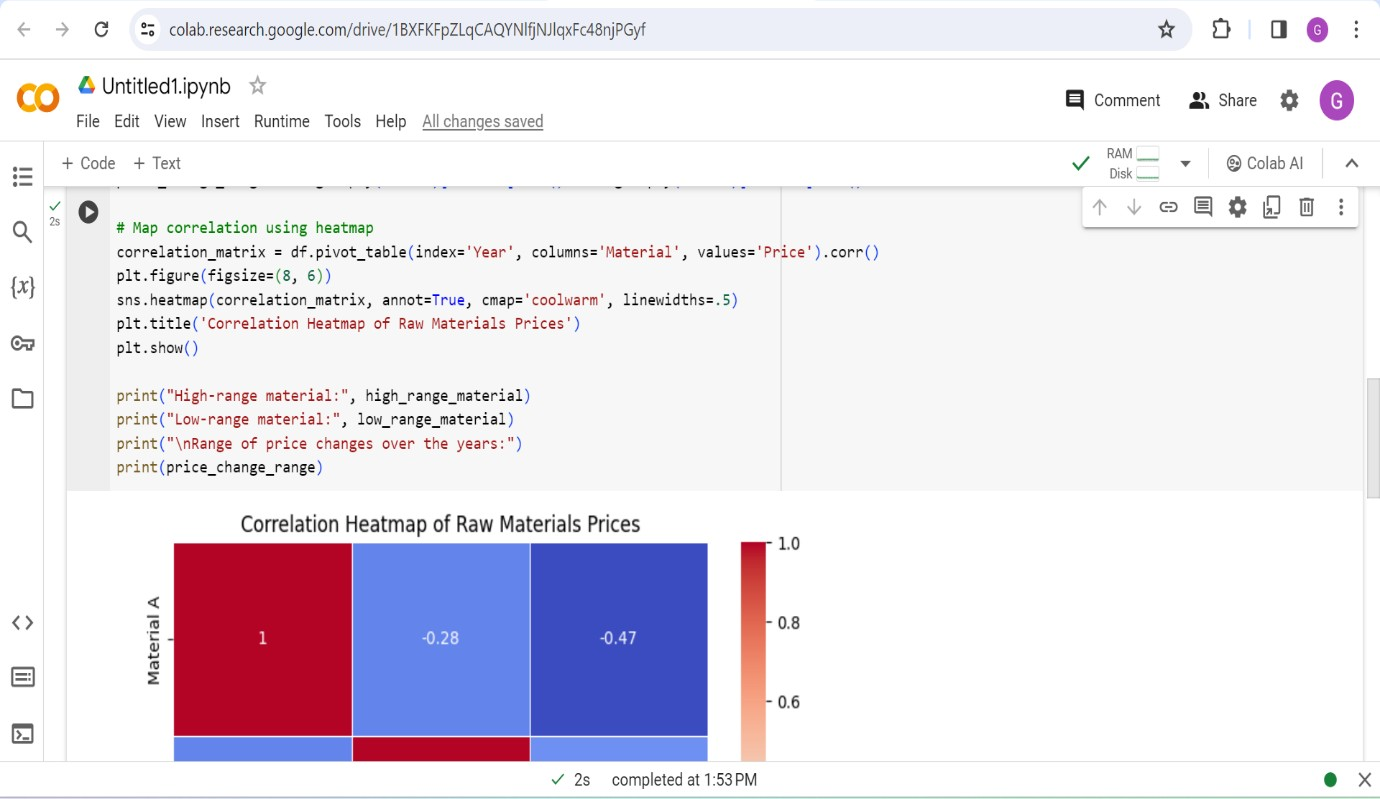 colab.research.google.com/drive/1BXFKFpZLqCAQYNlfjNJlqxFc48njPGyf
G
CO
Untitled1.ipynb
Comment
Share
G
File Edit View Insert Runtime Tools Help All changes saved
+ Code + Text
RAM
Disk
Colab AI
2s
# Map correlation using heatmap
correlation_matrix = df.pivot_table(index='Year', columns='Material', values='Price').corr()
plt.figure(figsize=(8, 6))
sns.heatmap(correlation_matrix, annot=True, cmap='coolwarm', linewidths=.5)
plt.title('Correlation Heatmap of Raw Materials Prices')
plt.show()
print("High-range material:", high_range_material)
print("Low-range material:", low_range_material)
print("\nRange of price changes over the years:")
print(price_change_range)
{x}
Correlation Heatmap of Raw Materials Prices
Material A
1 -0.28 -0.47
1.0
0.8
0.6
2s completed at 1:53 PM